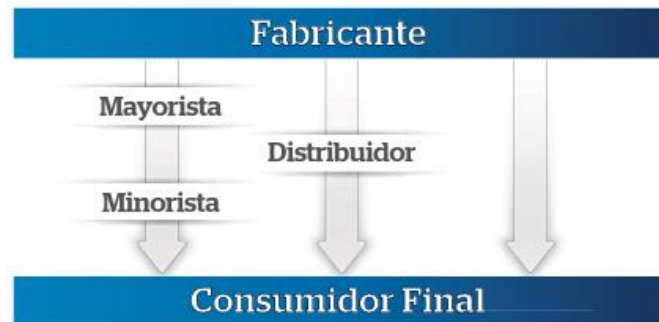 Fabricante
Mayorista
Distribuidor
Minorista
Consumidor Final